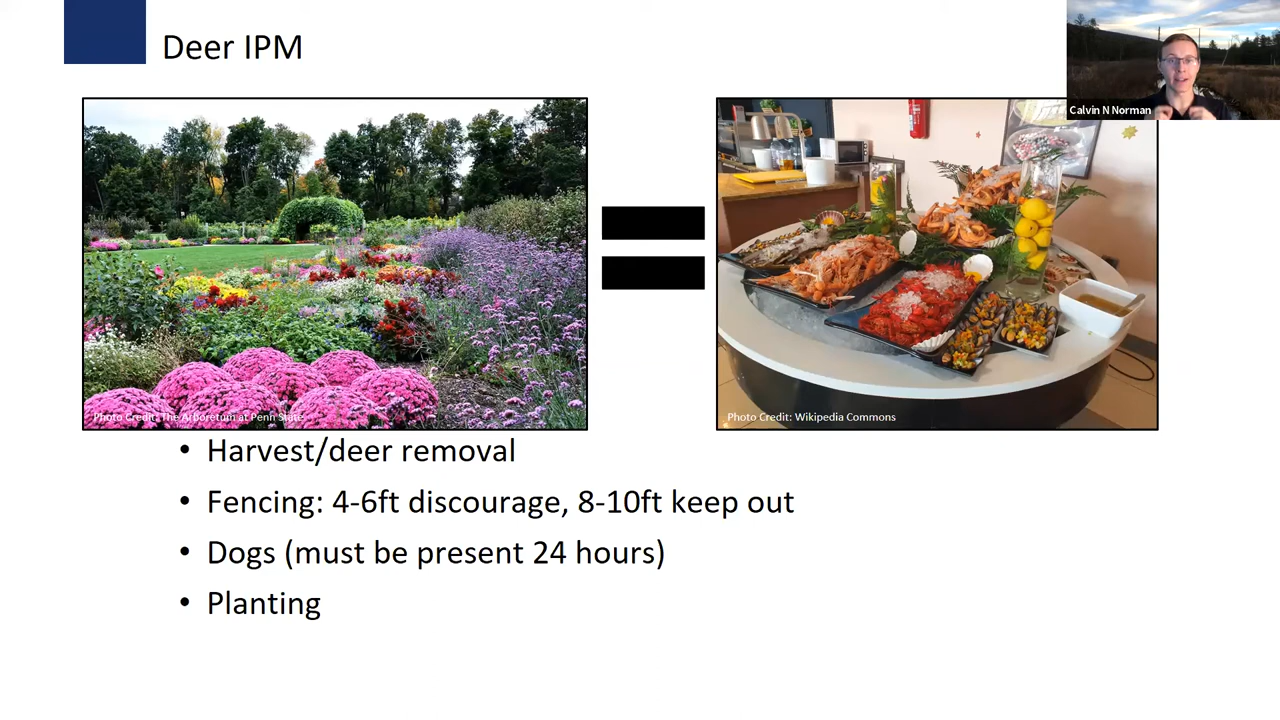 Deer IPM
Calvin N Norman
Photo Credit: The Arboretum at Penn State
Photo Credit: Wikipedia Commons
• Harvest/deer removal
• Fencing: 4-6ft discourage, 8-10ft keep out
• Dogs (must be present 24 hours)
• Planting